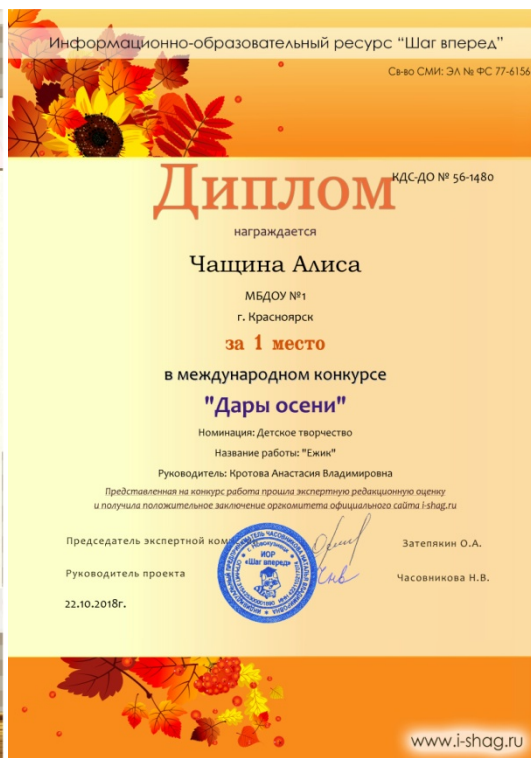 Информационно-образовательный ресурс “Шаг вперед”
Св-во СМИ: ЭЛ № ФС 77-6156
Диплом
КДС-ДО № 56-1480
награждается
Чащина Алиса
МБДОУ №1
г. Красноярск
за 1 место
в международном конкурсе
"Дары осени"
Номинация: Детское творчество
Название работы: "Ежик"
Руководитель: Кротова Анастасия Владимировна
Представленная на конкурс работа прошла экспертную редакционную оценку
и получила положительное заключение оргкомитета официального сайта i-shag.ru
Председатель экспертной
Затепякин О.А.
ИОР
«Шаг вперед»
Руководитель проекта
Часовникова Н.В.
22.10.2018г.
www.i-shag.ru